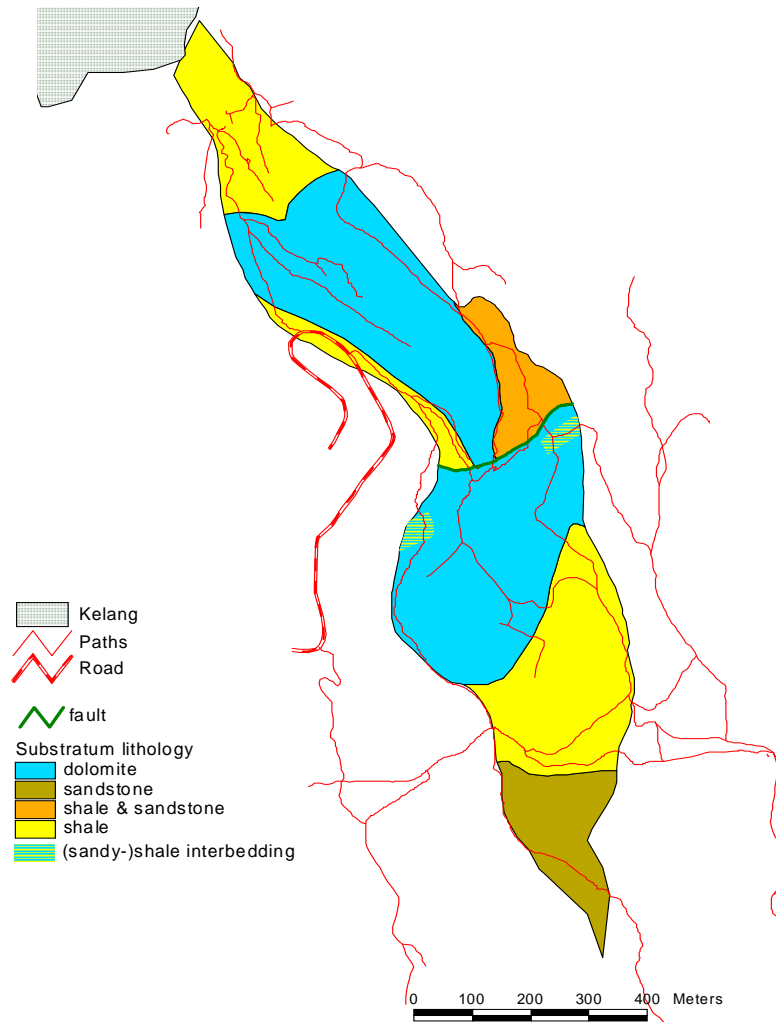 Kelang
Paths
Road
fault
Substratum lithology
dolomite
sandstone
shale & sandstone
shale
(sandy-)shale interbedding
0 100 200 300 400 Meters